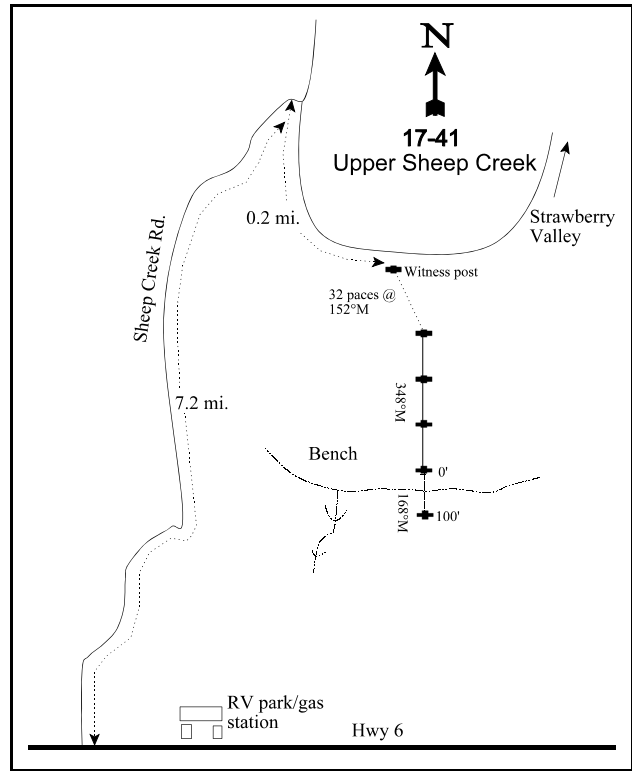 N
17-41
Upper Sheep Creek
0.2 mi.
Strawberry
Valley
Witness post
32 paces @
152°M
Sheep Creek Rd.
7.2 mi.
348°M
Bench
0'
168°M
100'
RV park/gas
station
Hwy 6